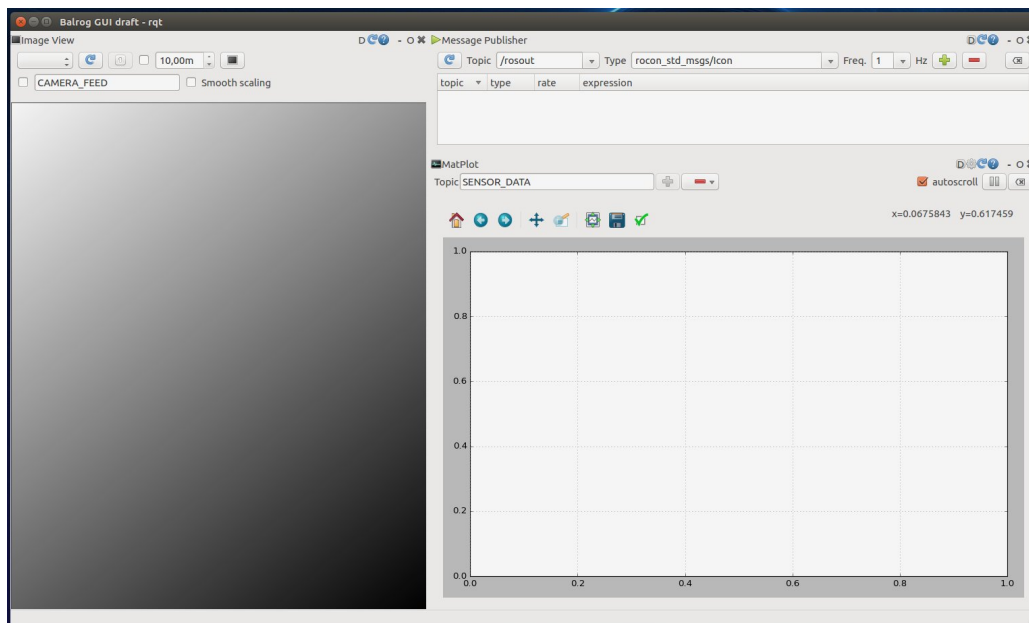 Balrog GUI draft - rqt
Image View
D - O ✖
10,00m
CAMERA_FEED
Smooth scaling
Message Publisher
D - O
Topic /rosout Type rocon_std_msgs/Icon Freq. 1 Hz
topic type rate expression
MatPlot
D - O
Topic SENSOR_DATA autoscroll
x=0.0675843 y=0.617459
1.0
0.8
0.6
0.4
0.2
0.0
0.0 0.2 0.4 0.6 0.8 1.0